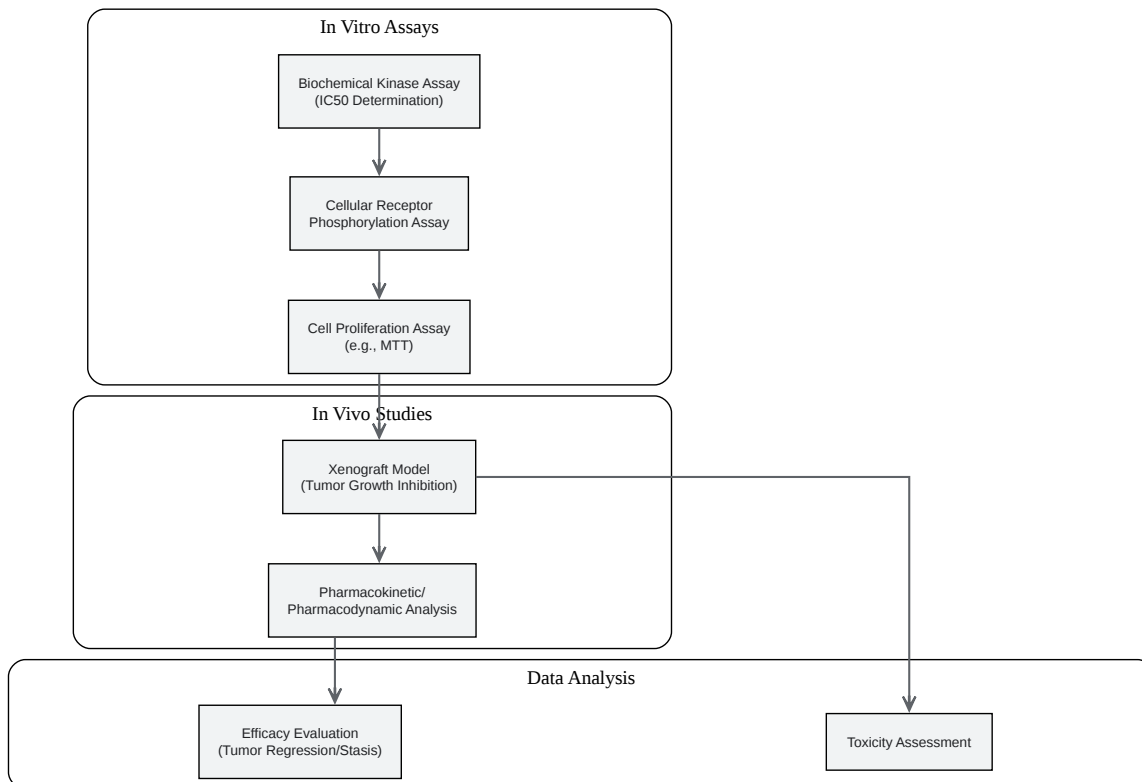 In Vitro Assays
Biochemical Kinase Assay
(IC50 Determination)
Cellular Receptor
Phosphorylation Assay
Cell Proliferation Assay
(e.g., MTT)
In Vivo Studies
Xenograft Model
(Tumor Growth Inhibition)
Pharmacokinetic/
Pharmacodynamic Analysis
Data Analysis
Efficacy Evaluation
(Tumor Regression/Stasis)
Toxicity Assessment